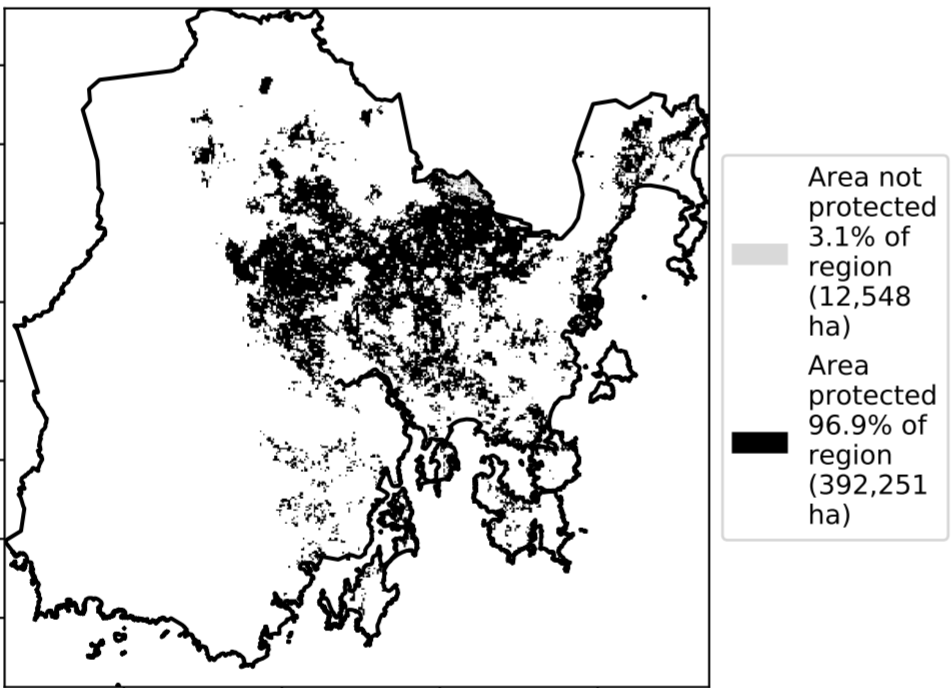 Area not
protected
3.1% of
region
(12,548
ha)
Area
protected
96.9% of
region
(392,251
ha)